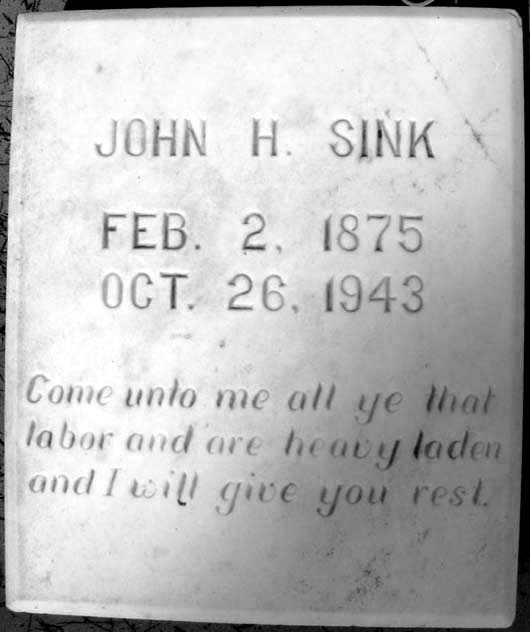 JOHN H. SINK
FEB. 2, 1875
OCT. 26, 1943
Come unto me all ye that
labor and are heavy laden
and I will give you rest.